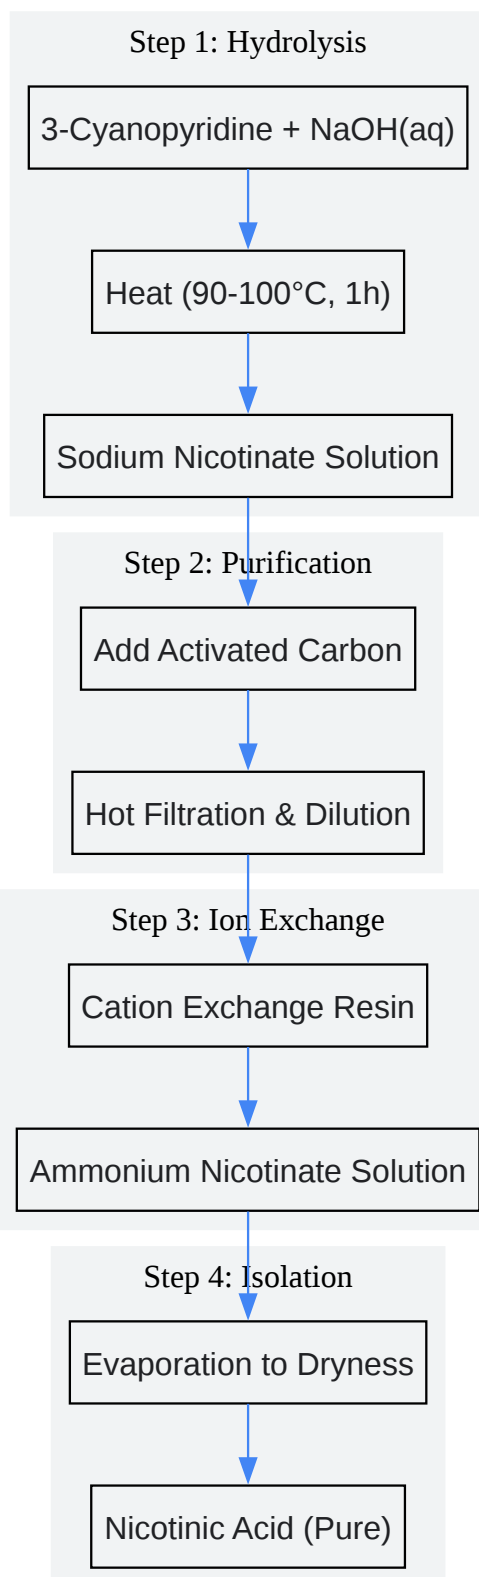 Step 1: Hydrolysis
3-Cyanopyridine + NaOH(aq)
Heat (90-100°C, 1h)
Sodium Nicotinate Solution
Step 2: Purification
Add Activated Carbon
Hot Filtration & Dilution
Step 3: Ion Exchange
Cation Exchange Resin
Ammonium Nicotinate Solution
Step 4: Isolation
Evaporation to Dryness
Nicotinic Acid (Pure)